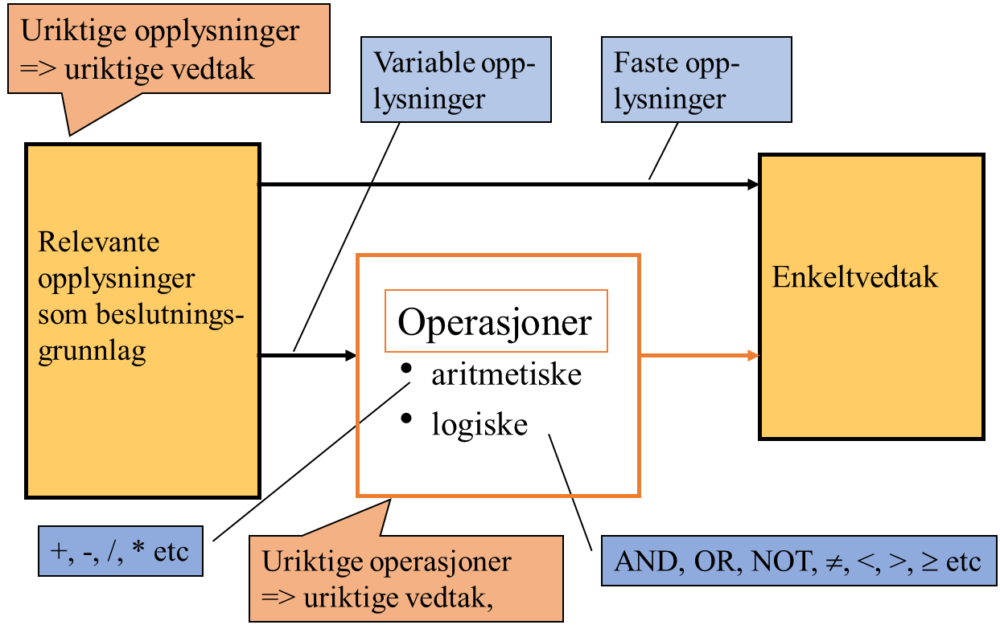 Uriktige opplysninger
=> uriktige vedtak
Variable opp-
lysninger
Faste opp-
lysninger
Relevante
opplysninger
som beslutnings-
grunnlag
Operasjoner
• aritmetiske
• logiske
Enkeltvedtak
+, -, /, * etc
Uriktige operasjoner
=> uriktige vedtak,
AND, OR, NOT, ≠, <, >, ≥ etc